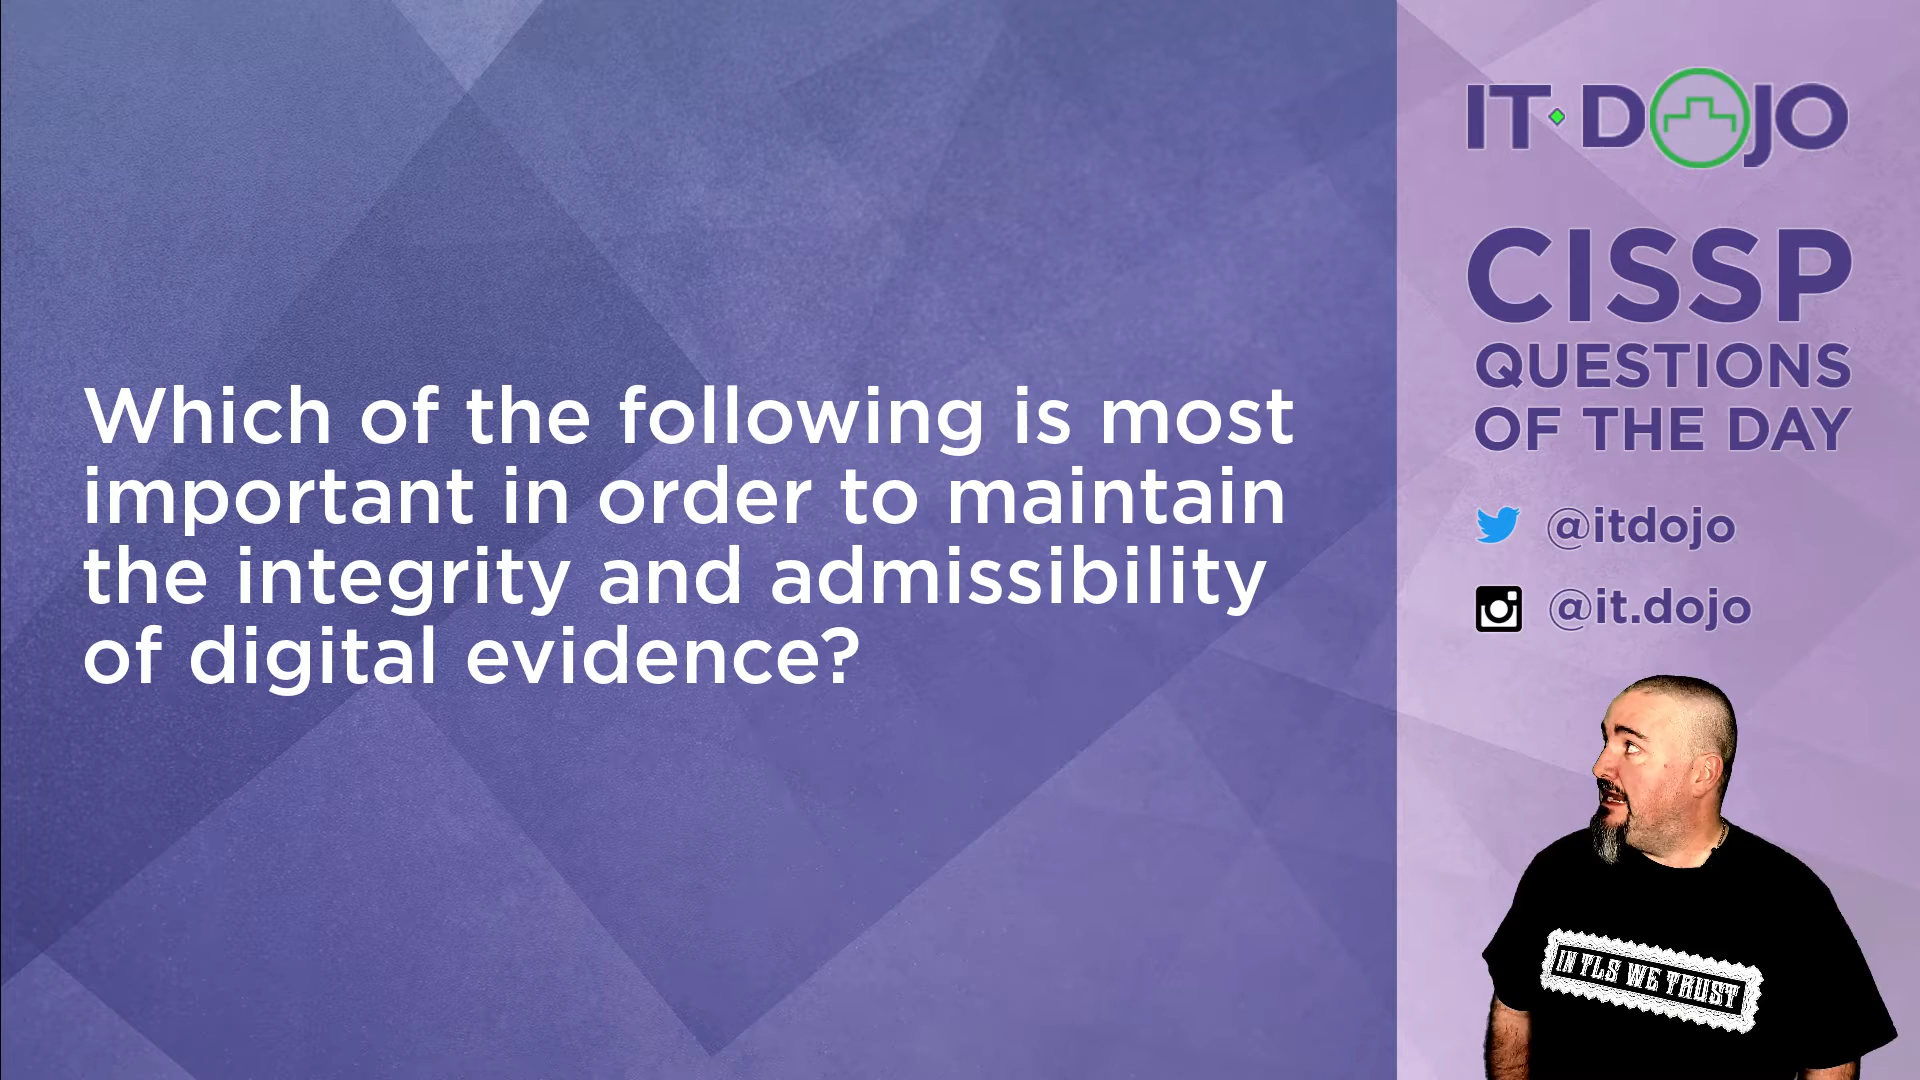 Which of the following is most
important in order to maintain
the integrity and admissibility
of digital evidence?
IT DOJO
CISSP
QUESTIONS
OF THE DAY
@itdojo
@it.dojo
IN TLS WE TRUST